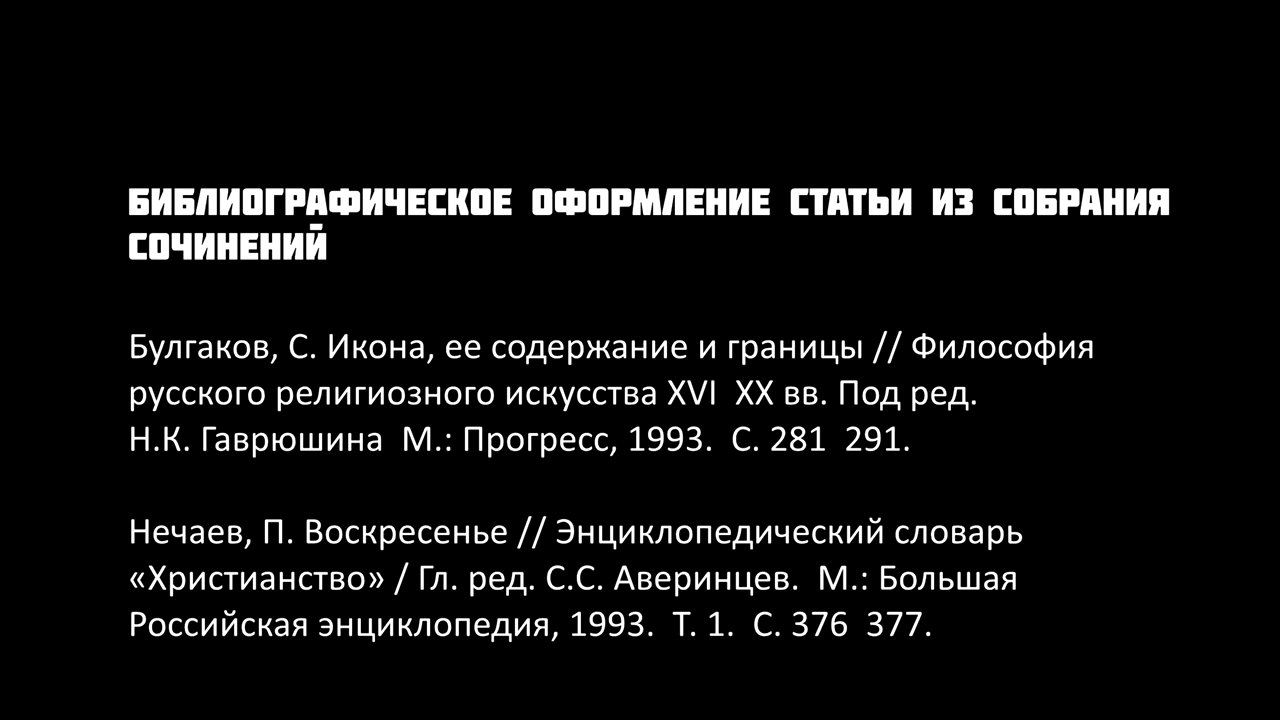 БИБЛИОГРАФИЧЕСКОЕ ОФОРМЛЕНИЕ СТАТЬИ ИЗ СОБРАНИЯ
СОЧИНЕНИЙ
Булгаков, С. Икона, ее содержание и границы // Философия
русского религиозного искусства XVI  XX вв. Под ред.
Н.К. Гаврюшина  М.: Прогресс, 1993.  С. 281  291.
Нечаев, П. Воскресенье // Энциклопедический словарь
«Христианство» / Гл. ред. С.С. Аверинцев.  М.: Большая
Российская энциклопедия, 1993.  Т. 1.  С. 376  377.